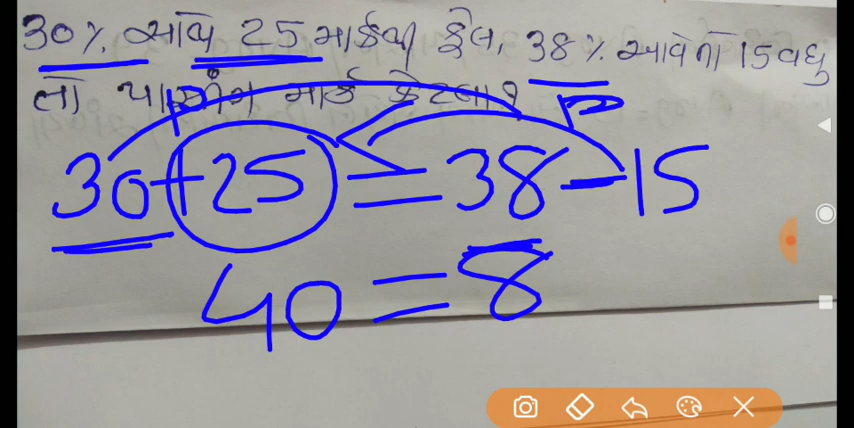 30% આવે 25 માર્કથી ફેલ, 38% આવે તો 15 વધુ
તો પાસીંગ માર્ક કેટલા?
30+25=38-15
40=8